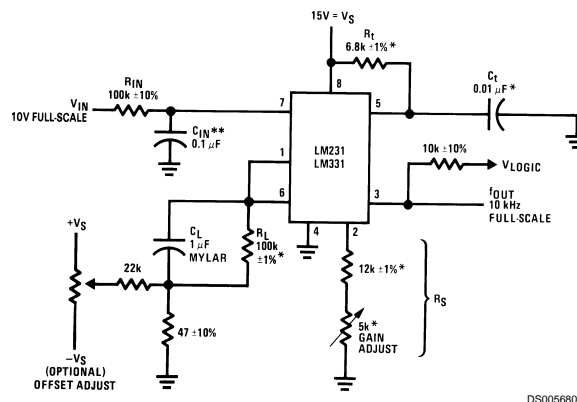 15V = VS
Rt
6.8k ±1%*
Ct
0.01 µF*
RIN
100k ±10%
VIN
10V FULL-SCALE
CIN**
0.1 µF
8
7
5
1
LM231
LM331
6
3
4
2
10k ±10%
VLOGIC
fOUT
10 kHz
FULL-SCALE
+VS
CL
1 µF
MYLAR
RL
100k
±1%*
22k
47 ±10%
12k ±1%*
RS
5k*
GAIN
ADJUST
–VS
(OPTIONAL)
OFFSET ADJUST
DS005680